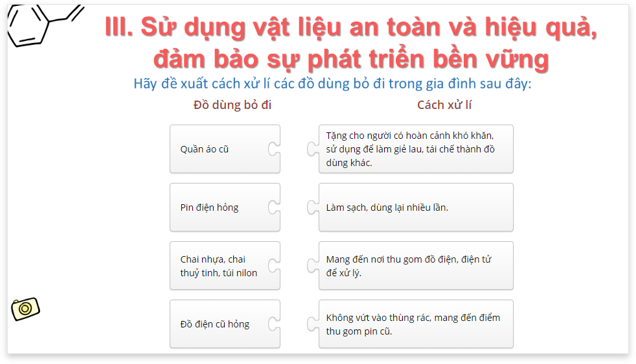 III. Sử dụng vật liệu an toàn và hiệu quả,
đảm bảo sự phát triển bền vững
Hãy đề xuất cách xử lí các đồ dùng bỏ đi trong gia đình sau đây:
Đồ dùng bỏ đi
Cách xử lí
Quần áo cũ
Tặng cho người có hoàn cảnh khó khăn,
sử dụng để làm giẻ lau, tái chế thành đồ
dùng khác.
Pin điện hỏng
Làm sạch, dùng lại nhiều lần.
Chai nhựa, chai
thuỷ tinh, túi nilon
Mang đến nơi thu gom đồ điện, điện tử
để xử lý.
Đồ điện cũ hỏng
Không vứt vào thùng rác, mang đến điểm
thu gom pin cũ.